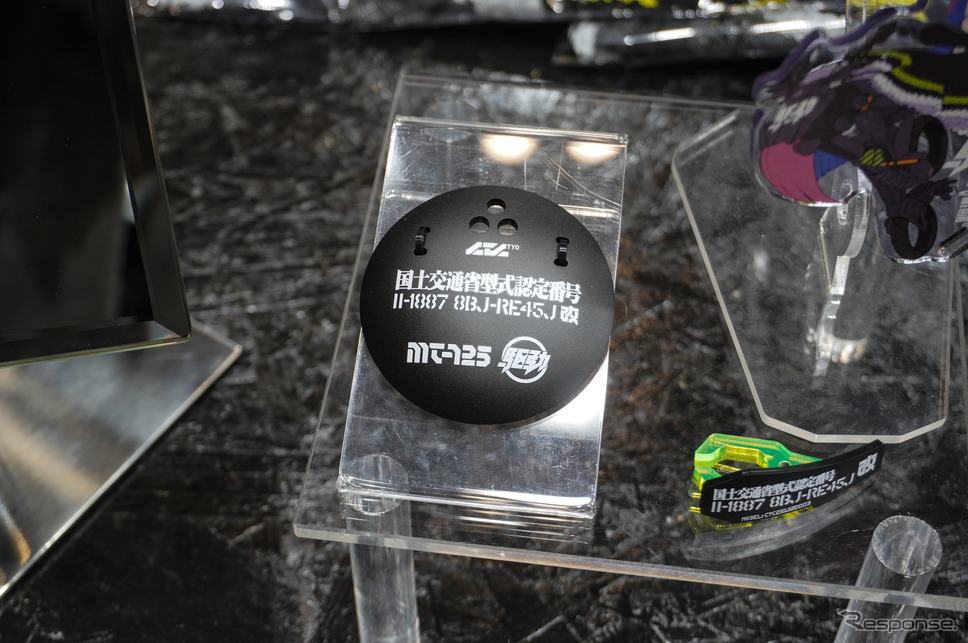 TYO
国土交通省型式認定番号
II-1887 8BJ-RE45J 改
MT-125 駆動
国土交通省型式認定番号
II-1887 8BJ-RE45J 改
Response.